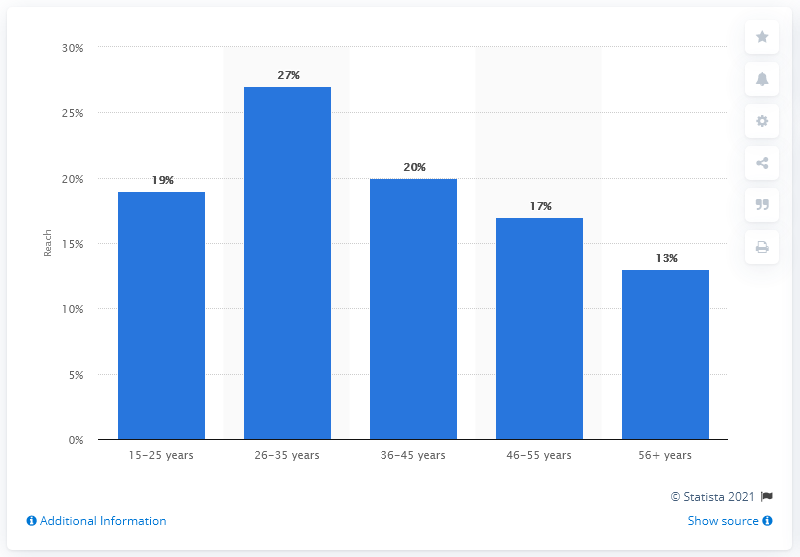 30%
25%
20%
15%
10%
5%
0%
Reach
19%
27%
20%
17%
13%
15-25 years
26-35 years
36-45 years
46-55 years
56+ years
© Statista 2021
Additional Information
Show source